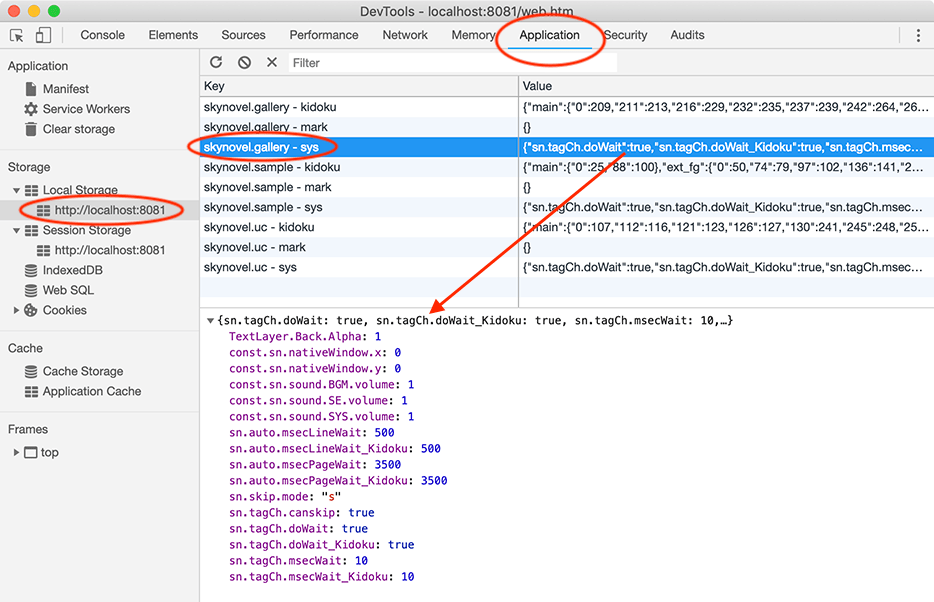 DevTools - localhost:8081/web.htm
Console Elements Sources Performance Network Memory Application Security Audits
Application
Manifest
Service Workers
Clear storage
Storage
Local Storage
http://localhost:8081
Session Storage
http://localhost:8081
IndexedDB
Web SQL
Cookies
Cache
Cache Storage
Application Cache
Frames
top
Filter
Key Value
skynovel.gallery - kidoku {"main":{"0":209,"211":213,"216":229,"232":235,"237":239,"242":264,"26…
skynovel.gallery - mark {}
skynovel.gallery - sys {"sn.tagCh.doWait":true,"sn.tagCh.doWait_Kidoku":true,"sn.tagCh.msec…
skynovel.sample - kidoku {"main":{"0":25,"88":100},"ext_fg":{"0":50,"74":79,"97":102,"136":141,"2…
skynovel.sample - mark {}
skynovel.sample - sys {"sn.tagCh.doWait":true,"sn.tagCh.doWait_Kidoku":true,"sn.tagCh.msec…
skynovel.uc - kidoku {"main":{"0":107,"112":116,"121":123,"126":127,"130":241,"245":248,"25…
skynovel.uc - mark {}
skynovel.uc - sys {"sn.tagCh.doWait":true,"sn.tagCh.doWait_Kidoku":true,"sn.tagCh.msec…
{sn.tagCh.doWait: true, sn.tagCh.doWait_Kidoku: true, sn.tagCh.msecWait: 10,…}
TextLayer.Back.Alpha: 1
const.sn.nativeWindow.x: 0
const.sn.nativeWindow.y: 0
const.sn.sound.BGM.volume: 1
const.sn.sound.SE.volume: 1
const.sn.sound.SYS.volume: 1
sn.auto.msecLineWait: 500
sn.auto.msecLineWait_Kidoku: 500
sn.auto.msecPageWait: 3500
sn.auto.msecPageWait_Kidoku: 3500
sn.skip.mode: "s"
sn.tagCh.canskip: true
sn.tagCh.doWait: true
sn.tagCh.doWait_Kidoku: true
sn.tagCh.msecWait: 10
sn.tagCh.msecWait_Kidoku: 10